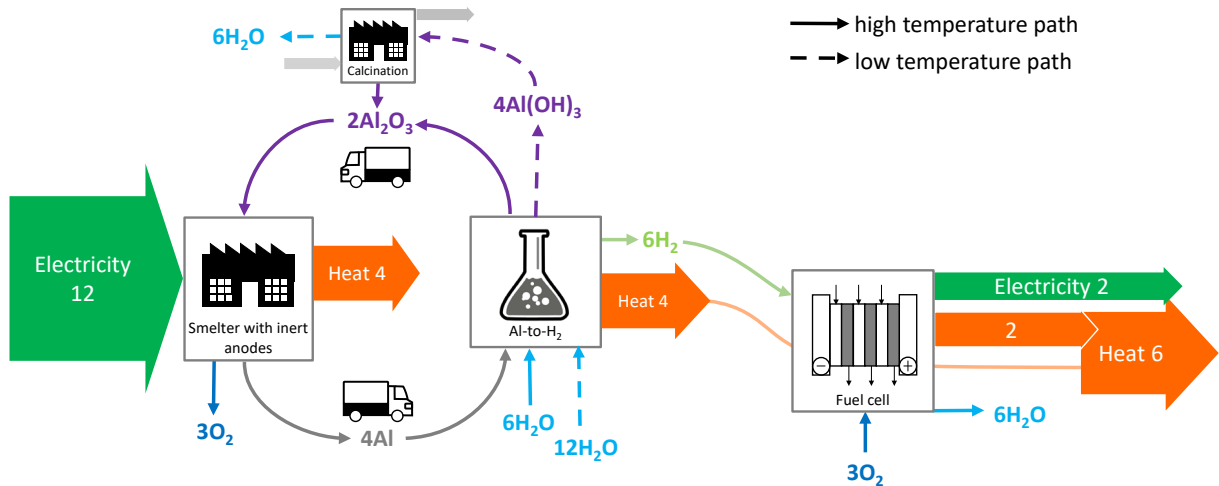 high temperature path
low temperature path
6H₂O
Calcination
4Al(OH)₃
2Al₂O₃
Electricity
12
Smelter with inert
anodes
Heat 4
Al-to-H₂
6H₂
Heat 4
Electricity 2
2
Heat 6
− +
Fuel cell
6H₂O
3O₂
4Al
6H₂O
12H₂O
3O₂